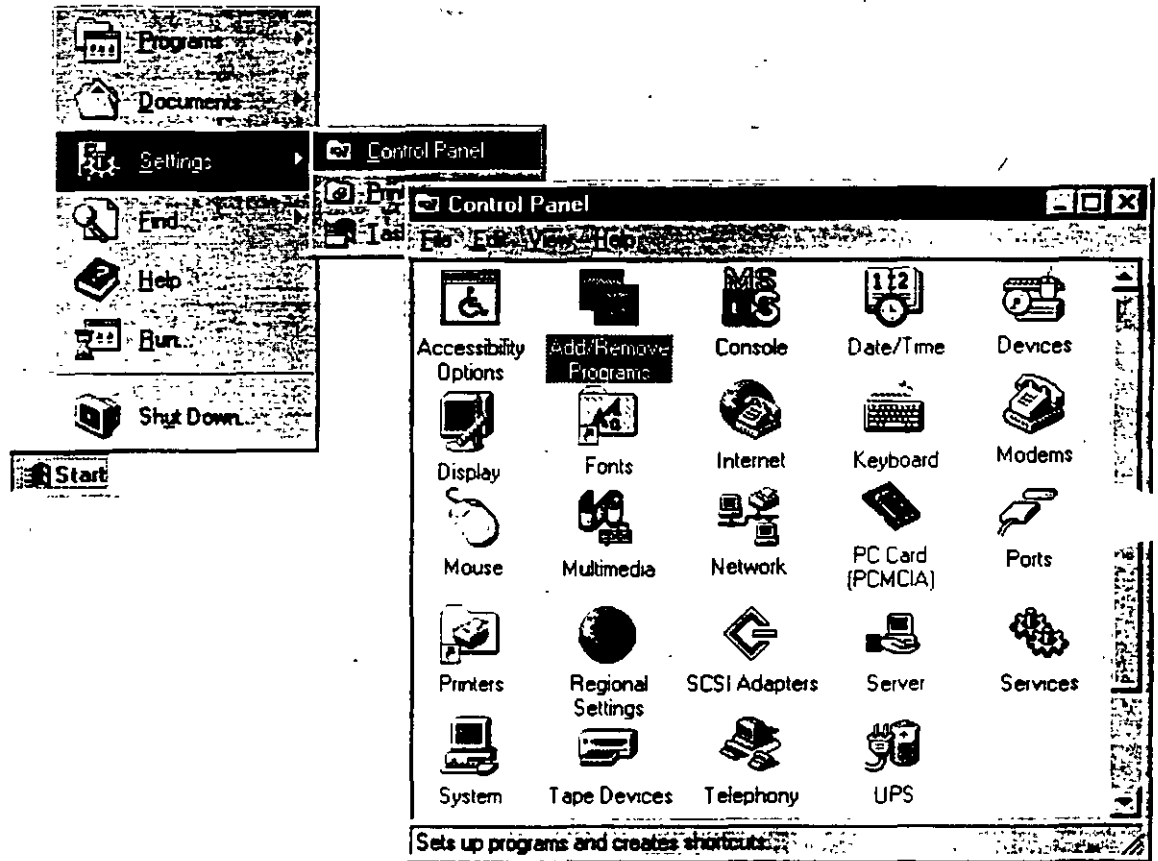 Programs
Documents
Settings
Find
Help
Run...
Shut Down...
Start
Control Panel
Control Panel
File Edit View Help
Accessibility Options
Add/Remove Programs
Console
Date/Time
Devices
Display
Fonts
Internet
Keyboard
Modems
Mouse
Multimedia
Network
PC Card (PCMCIA)
Ports
Printers
Regional Settings
SCSI Adapters
Server
Services
System
Tape Devices
Telephony
UPS
Sets up programs and creates shortcuts.